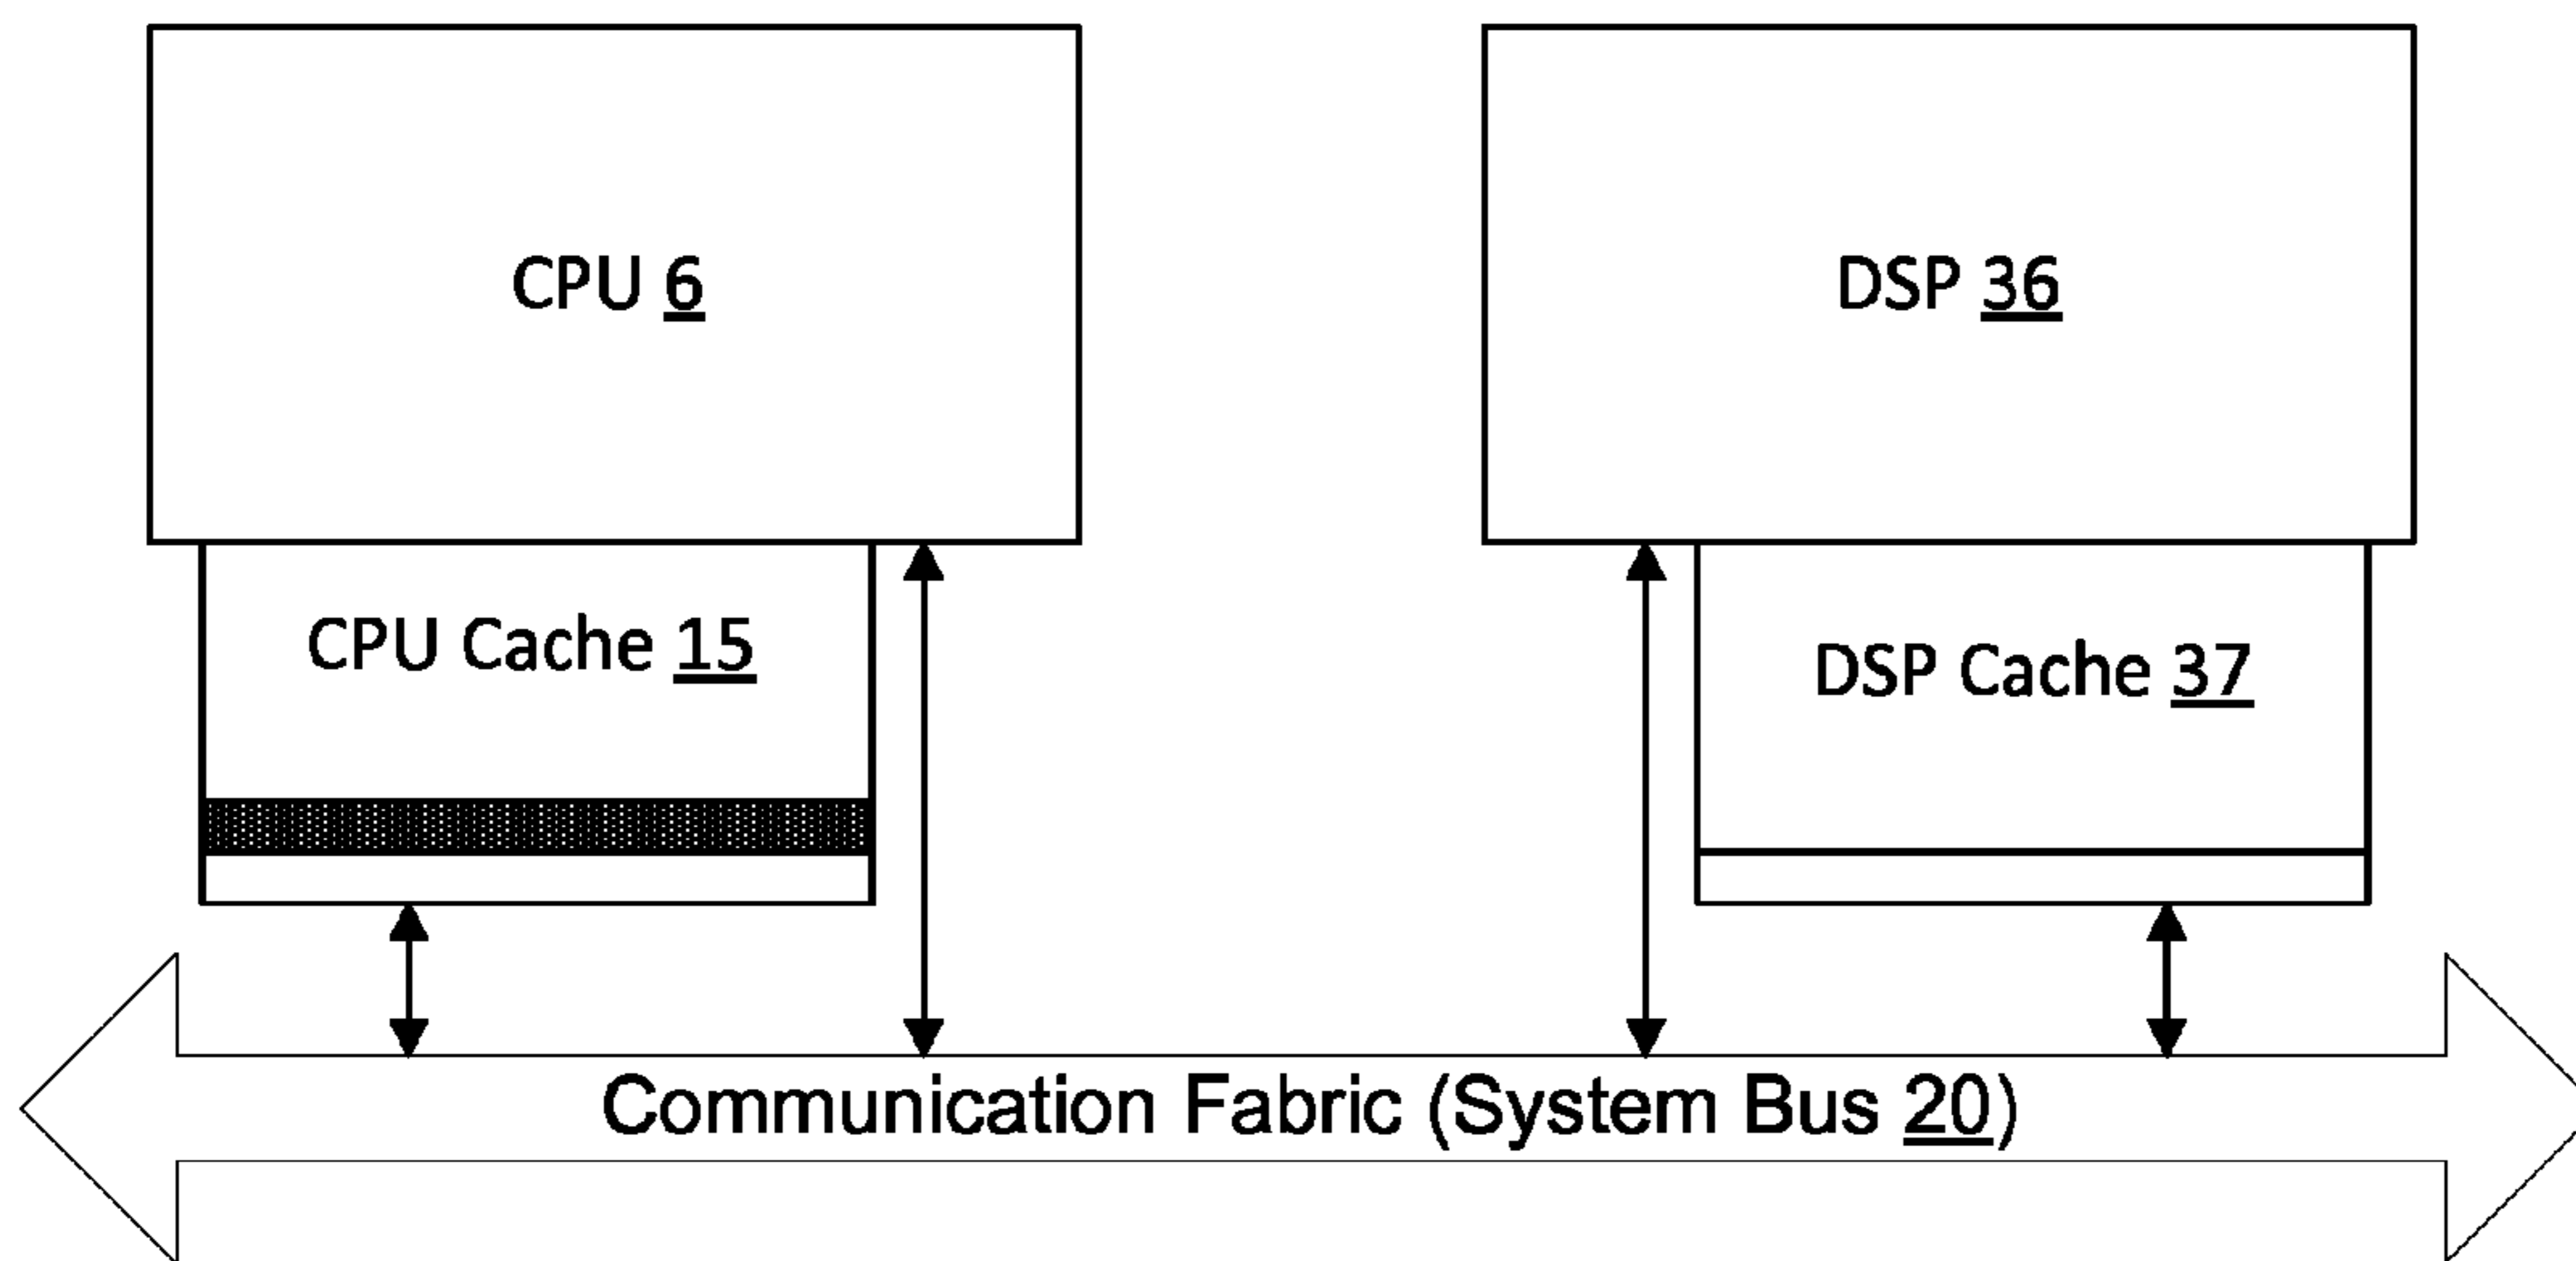 CPU 6
DSP 36
CPU Cache 15
DSP Cache 37
Communication Fabric (System Bus 20)